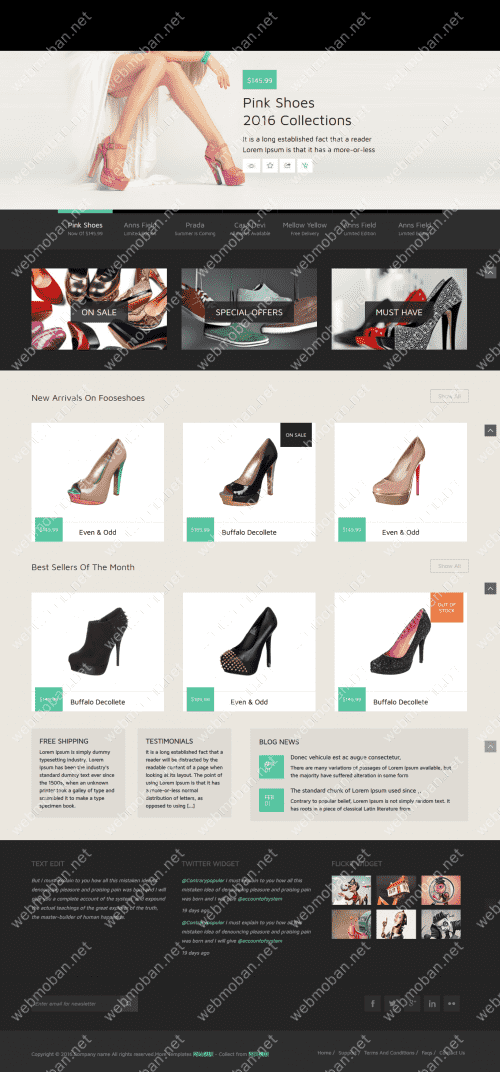 $145.99
Pink Shoes
2016 Collections
It is a long established fact that a reader
Lorem Ipsum is that it has a more-or-less
Pink Shoes
Now Of $145.99
Anns Field
Limited Edition
Prada
Summer is Coming
Casa Devi
Colors Available
Mellow Yellow
Free Delivery
Anns Field
Limited Edition
Anns Field
Limited Edition
ON SALE
SPECIAL OFFERS
MUST HAVE
New Arrivals On Fooseshoes
Show All
ON SALE
$145.99
Even & Odd
$155.88
Buffalo Decollete
$145.99
Even & Odd
Best Sellers Of The Month
Show All
OUT OF
STOCK
Buffalo Decollete
Even & Odd
Buffalo Decollete
FREE SHIPPING
Lorem Ipsum is simply dummy
typesetting industry. Lorem
Ipsum has been the industry's
standard dummy text ever since
the 1500s, when an unknown
printer took a galley of type and
scrambled it to make a type
specimen book.
TESTIMONIALS
It is a long established fact that a
reader will be distracted by the
readable content of a page when
looking at its layout. The point of
using Lorem Ipsum is that it has
a more-or-less normal
distribution of letters, as
opposed to using [...]
BLOG NEWS
Donec vehicula est ac augue consectetur,
There are many variations of passages of Lorem Ipsum available, but
the majority have suffered alteration in some form
FEB
The standard chunk of Lorem Ipsum used since ..
Contrary to popular belief, Lorem Ipsum is not simply random text. It
has roots in a piece of classical Latin literature from
TEXT EDIT
But I must explain to you how all this mistaken idea of
denouncing pleasure and praising pain was born and I will
give you a complete account of the system, and expound
the actual teachings of the great explorer of the truth,
the master-builder of human happiness.
TWITTER WIDGET
@Contrarypopular I must explain to you how all this
mistaken idea of denouncing pleasure and praising pain
was born and I will give @accountofsystem
19 days ago
@Contrarypopular I must explain to you how all this
mistaken idea of denouncing pleasure and praising pain
was born and I will give @accountofsystem
19 days ago
FLICKR WIDGET
Enter email for newsletter
Copyright © 2016 Company name All rights reserved. More Templates - Collect from
Home / Support / Terms And Conditions / Faqs / Contact Us
webmoban.net